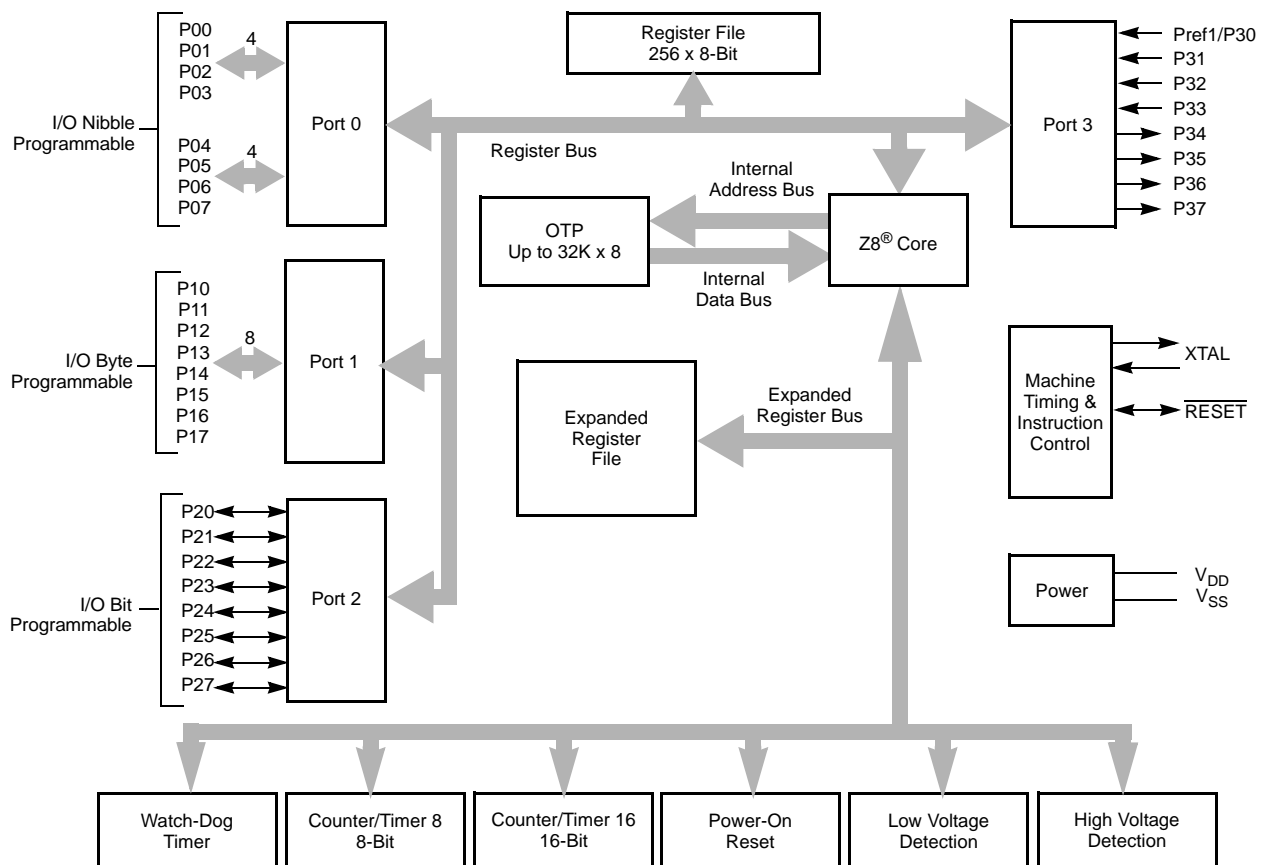 P00
P01
P02
P03
4
I/O Nibble
Programmable
P04
P05
P06
P07
4
Port 0
Register File
256 x 8-Bit
Register Bus
Port 3
Pref1/P30
P31
P32
P33
P34
P35
P36
P37
Internal
Address Bus
OTP
Up to 32K x 8
Z8® Core
Internal
Data Bus
I/O Byte
Programmable
P10
P11
P12
P13
P14
P15
P16
P17
8
Port 1
Expanded
Register
File
Expanded
Register Bus
Machine
Timing &
Instruction
Control
XTAL
RESET
I/O Bit
Programmable
P20
P21
P22
P23
P24
P25
P26
P27
Port 2
Power
VDD
VSS
Watch-Dog
Timer
Counter/Timer 8
8-Bit
Counter/Timer 16
16-Bit
Power-On
Reset
Low Voltage
Detection
High Voltage
Detection